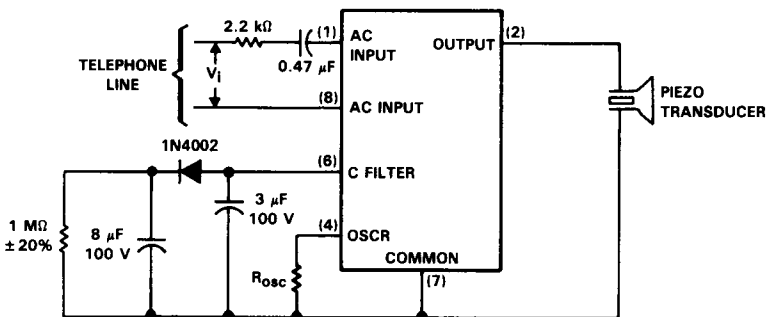 2.2 kΩ
(1)
AC
INPUT
0.47 μF
OUTPUT
(2)
TELEPHONE
LINE
Vi
(8)
AC INPUT
PIEZO
TRANSDUCER
1N4002
(6)
C FILTER
1 MΩ
± 20%
8 μF
100 V
3 μF
100 V
(4)
OSCR
Rosc
COMMON
(7)